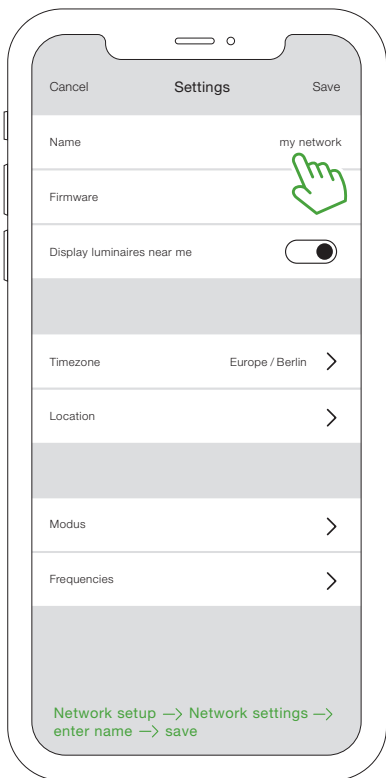 Cancel Settings Save
Name my network
Firmware
Display luminaires near me
Timezone Europe / Berlin
Location
Modus
Frequencies
Network setup —> Network settings —>
enter name —> save